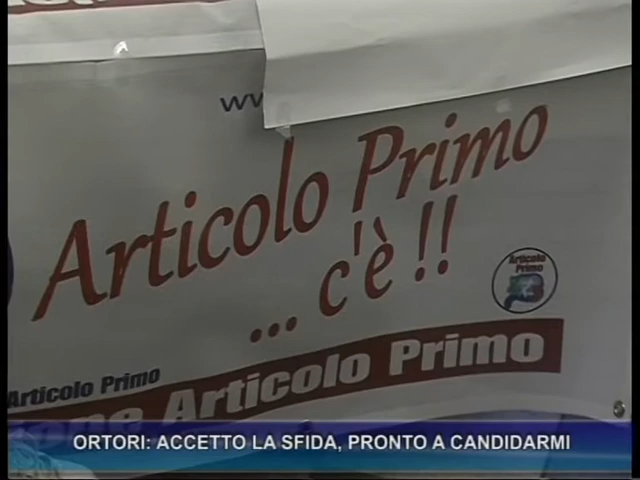 Articolo Primo
... c'è !!
Articolo
Primo
Articolo Primo
Articolo Primo
ORTORI: ACCETTO LA SFIDA, PRONTO A CANDIDARMI